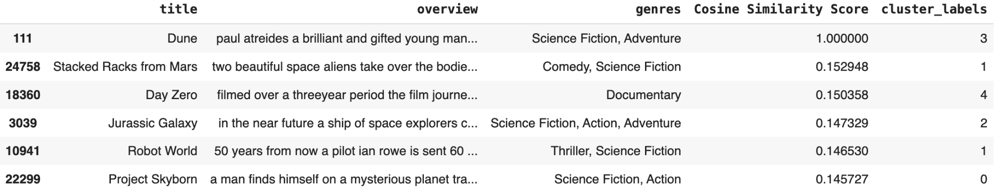 title overview genres Cosine Similarity Score cluster_labels
111 Dune paul atreides a brilliant and gifted young man... Science Fiction, Adventure 1.000000 3
24758 Stacked Racks from Mars two beautiful space aliens take over the bodie... Comedy, Science Fiction 0.152948 1
18360 Day Zero filmed over a threeyear period the film journe... Documentary 0.150358 4
3039 Jurassic Galaxy in the near future a ship of space explorers c... Science Fiction, Action, Adventure 0.147329 2
10941 Robot World 50 years from now a pilot ian rowe is sent 60 ... Thriller, Science Fiction 0.146530 1
22299 Project Skyborn a man finds himself on a mysterious planet tra... Science Fiction, Action 0.145727 0